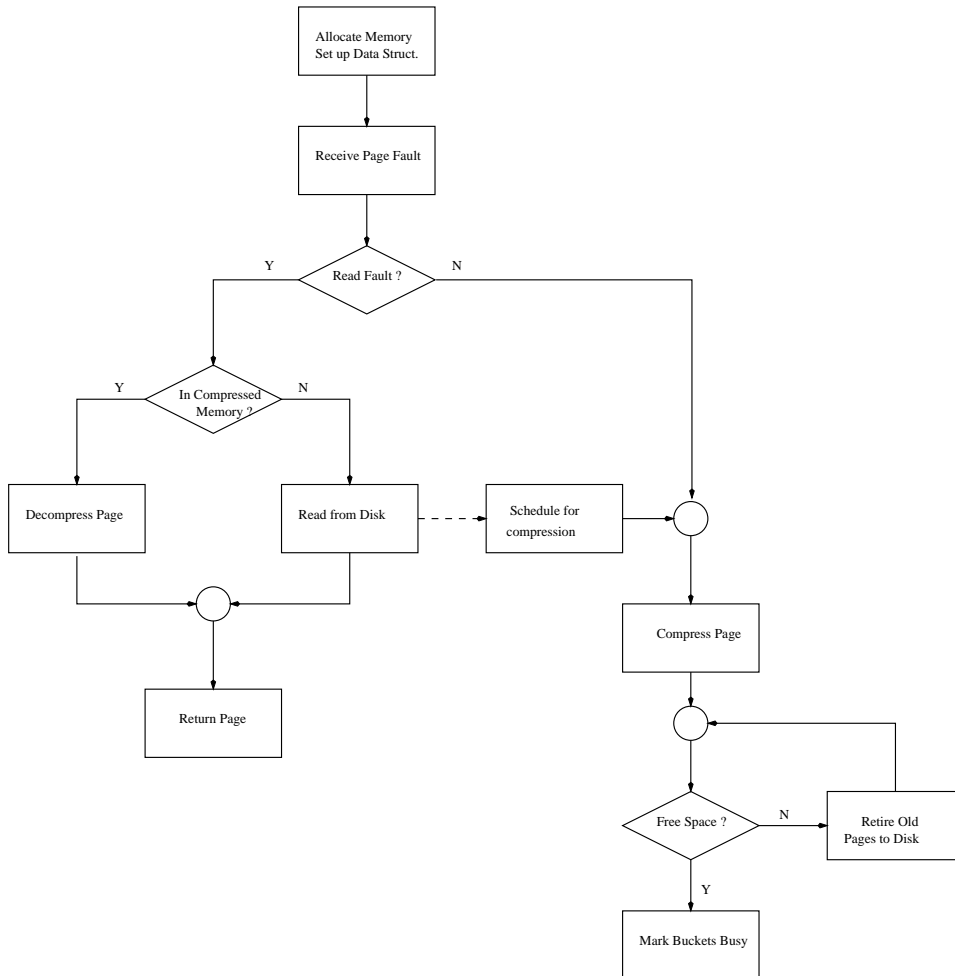 Allocate Memory
Set up Data Struct.
Receive Page Fault
Y
Read Fault ?
N
Y
In Compressed
Memory ?
N
Decompress Page
Read from Disk
Schedule for
compression
Compress Page
Return Page
Free Space ?
N
Retire Old
Pages to Disk
Y
Mark Buckets Busy